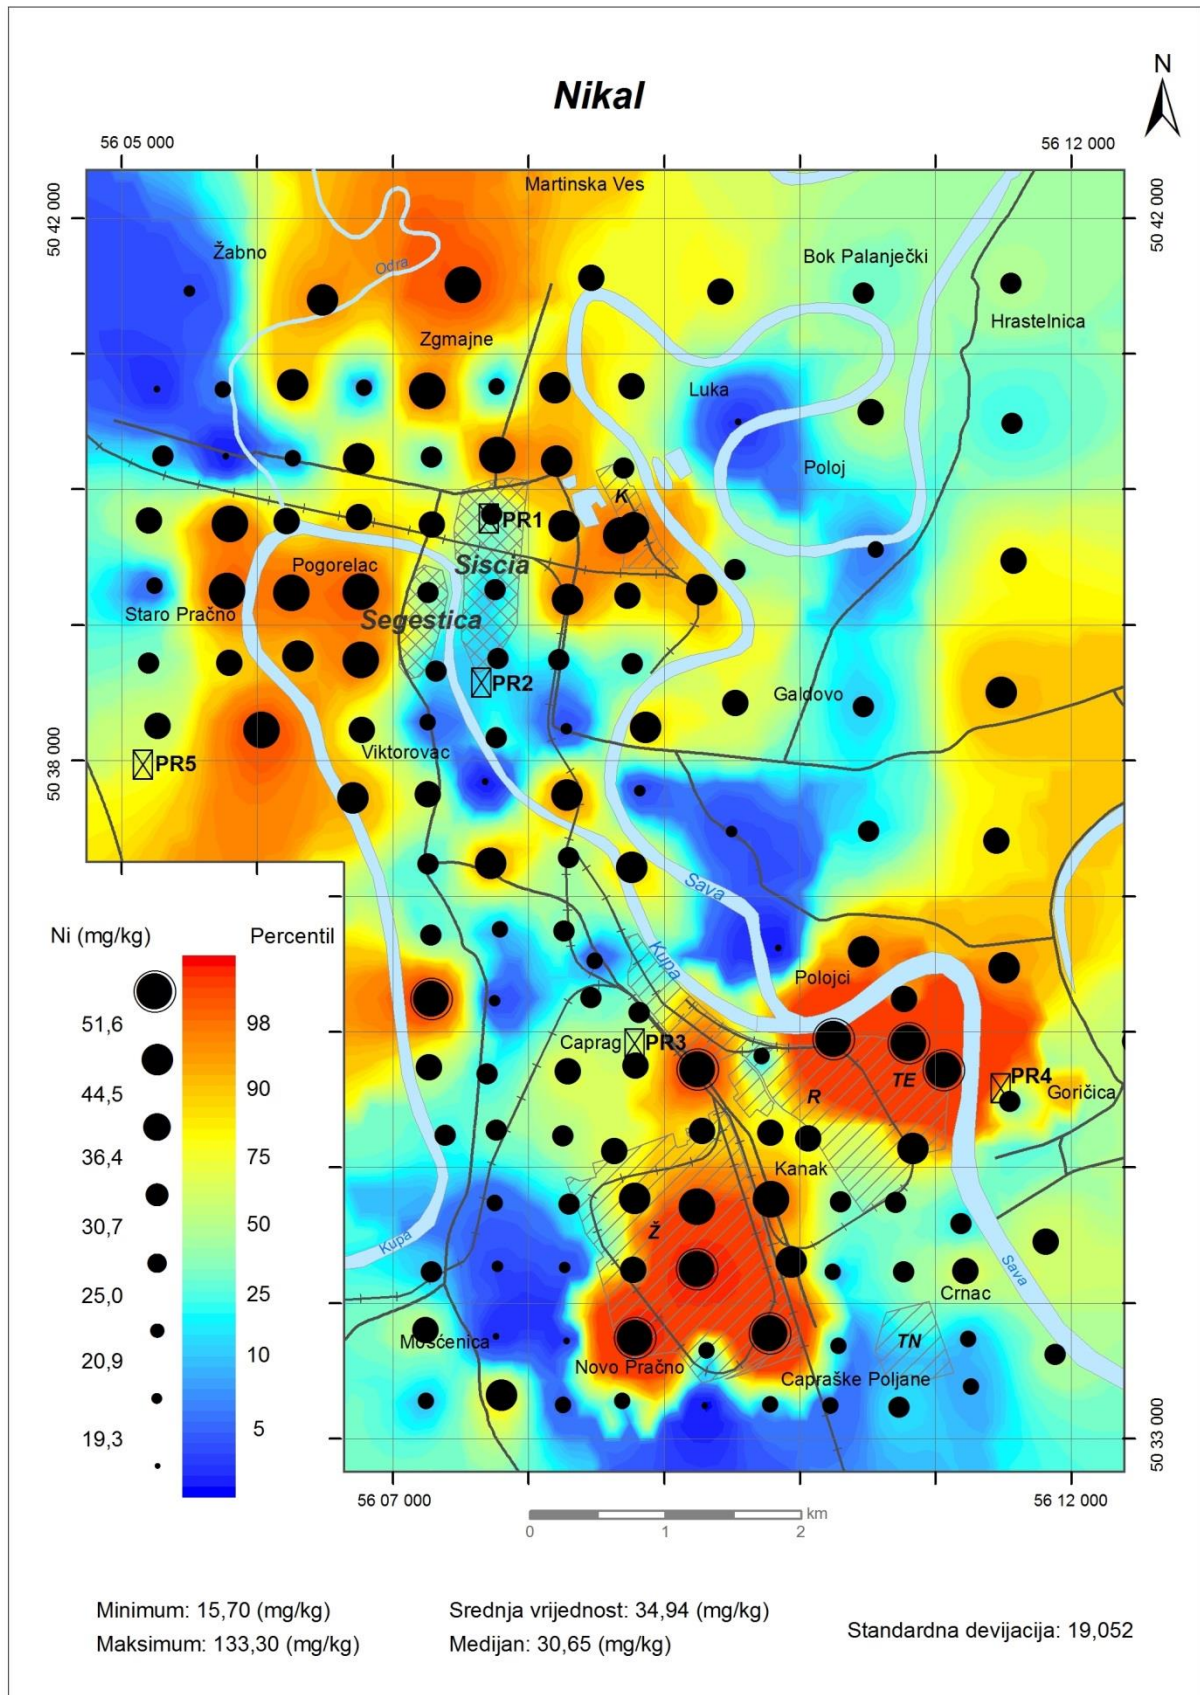 Nikal
N
56 05 000
56 12 000
Martinska Ves
50 42 000
50 42 000
Žabno
Bok Palanječki
Odra
Hrastelnica
Zgmajne
Luka
Poloj
K
PR1
Siscia
Pogorelac
Staro Pračno
Segestica
PR2
Galdovo
Viktorovac
PR5
50 38 000
50 38 000
Sava
Ni (mg/kg)
Percentil
Kupa
Polojci
51,6
98
Caprag
PR3
TE
PR4
Goričica
44,5
90
R
36,4
75
Kanak
30,7
50
Ž
Kupa
Sava
25,0
25
Crnac
Mošćenica
TN
20.9
10
Novo Pračno
Capraške Poljane
19,3
5
50 33 000
56 07 000
56 12 000
km
0
1
2
Minimum: 15,70 (mg/kg)
Srednja vrijednost: 34,94 (mg/kg)
Standardna devijacija: 19,052
Maksimum: 133,30 (mg/kg)
Medijan: 30,65 (mg/kg)